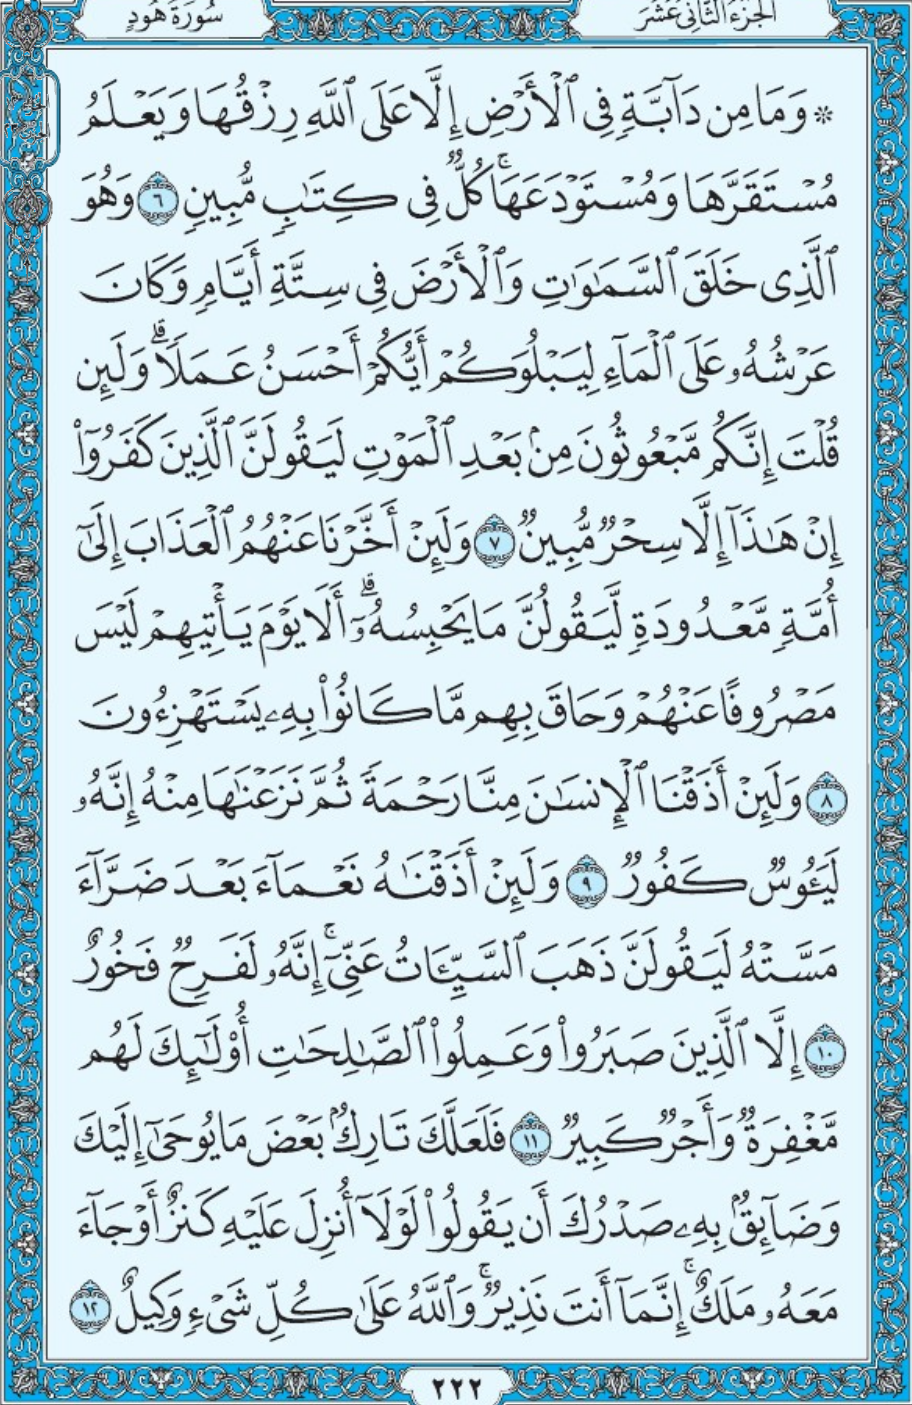 الجزء الثاني عشر
سورة هود
۞ وَمَا مِن دَآبَّةٖ فِي ٱلۡأَرۡضِ إِلَّا عَلَى ٱللَّهِ رِزۡقُهَا وَيَعۡلَمُ
مُسۡتَقَرَّهَا وَمُسۡتَوۡدَعَهَاۚ كُلّٞ فِي كِتَٰبٖ مُّبِينٖ ٦ وَهُوَ
ٱلَّذِي خَلَقَ ٱلسَّمَٰوَٰتِ وَٱلۡأَرۡضَ فِي سِتَّةِ أَيَّامٖ وَكَانَ
عَرۡشُهُۥ عَلَى ٱلۡمَآءِ لِيَبۡلُوَكُمۡ أَيُّكُمۡ أَحۡسَنُ عَمَلٗاۗ وَلَئِن
قُلۡتَ إِنَّكُم مَّبۡعُوثُونَ مِنۢ بَعۡدِ ٱلۡمَوۡتِ لَيَقُولَنَّ ٱلَّذِينَ كَفَرُوٓاْ
إِنۡ هَٰذَآ إِلَّا سِحۡرٞ مُّبِينٞ ٧ وَلَئِنۡ أَخَّرۡنَا عَنۡهُمُ ٱلۡعَذَابَ إِلَىٰٓ
أُمَّةٖ مَّعۡدُودَةٖ لَّيَقُولُنَّ مَا يَحۡبِسُهُۥٓۗ أَلَا يَوۡمَ يَأۡتِيهِمۡ لَيۡسَ
مَصۡرُوفًا عَنۡهُمۡ وَحَاقَ بِهِم مَّا كَانُواْ بِهِۦ يَسۡتَهۡزِءُونَ
٨ وَلَئِنۡ أَذَقۡنَا ٱلۡإِنسَٰنَ مِنَّا رَحۡمَةٗ ثُمَّ نَزَعۡنَٰهَا مِنۡهُ إِنَّهُۥ
لَيَـُٔوسٞ كَفُورٞ ٩ وَلَئِنۡ أَذَقۡنَٰهُ نَعۡمَآءَ بَعۡدَ ضَرَّآءَ
مَسَّتۡهُ لَيَقُولَنَّ ذَهَبَ ٱلسَّيِّـَٔاتُ عَنِّيٓۚ إِنَّهُۥ لَفَرِحٞ فَخُورٌ
١٠ إِلَّا ٱلَّذِينَ صَبَرُواْ وَعَمِلُواْ ٱلصَّٰلِحَٰتِ أُوْلَٰٓئِكَ لَهُم
مَّغۡفِرَةٞ وَأَجۡرٞ كَبِيرٞ ١١ فَلَعَلَّكَ تَارِكُۢ بَعۡضَ مَا يُوحَىٰٓ إِلَيۡكَ
وَضَآئِقُۢ بِهِۦ صَدۡرُكَ أَن يَقُولُواْ لَوۡلَآ أُنزِلَ عَلَيۡهِ كَنزٌ أَوۡ جَآءَ
مَعَهُۥ مَلَكٌۚ إِنَّمَآ أَنتَ نَذِيرٞۚ وَٱللَّهُ عَلَىٰ كُلِّ شَيۡءٖ وَكِيلٌ ١٢
٢٢٢